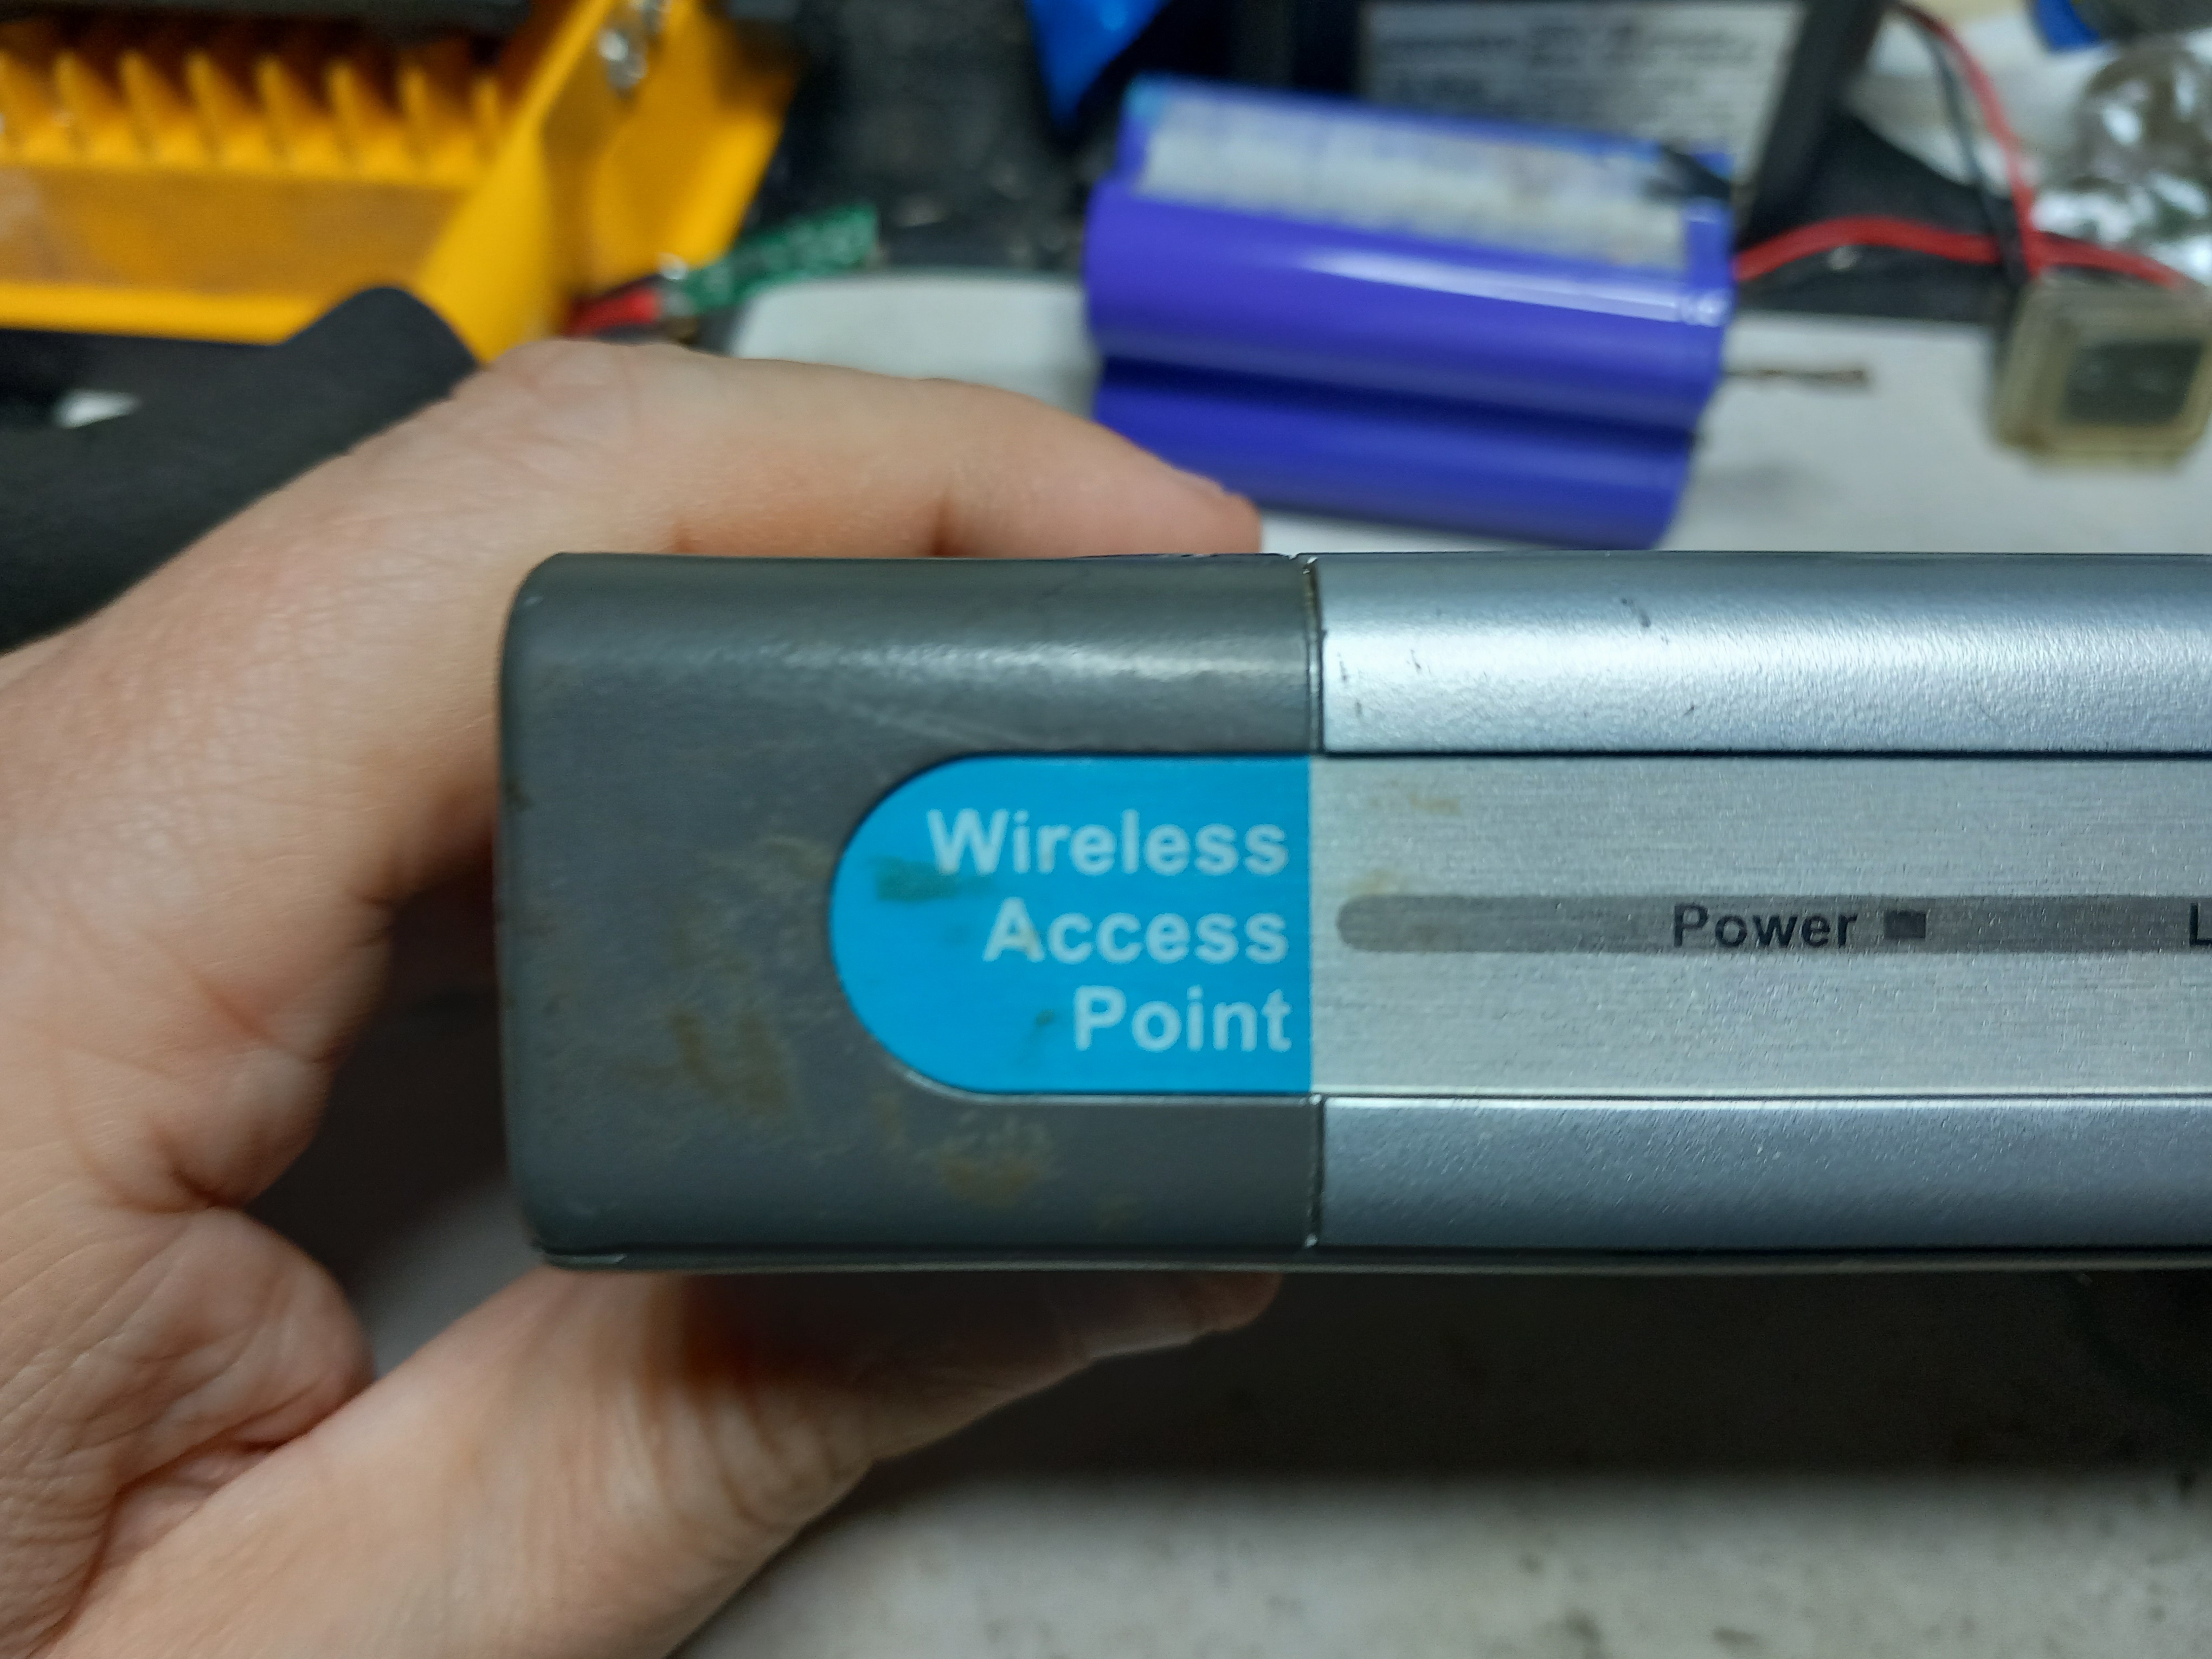 Wireless
Access
Point
Power
L